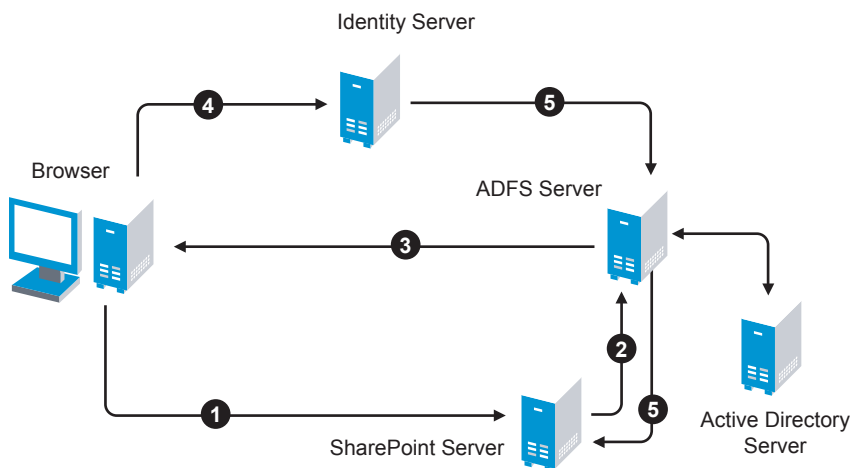 Identity Server
4
5
Browser
ADFS Server
3
2
1
5
SharePoint Server
Active Directory
Server